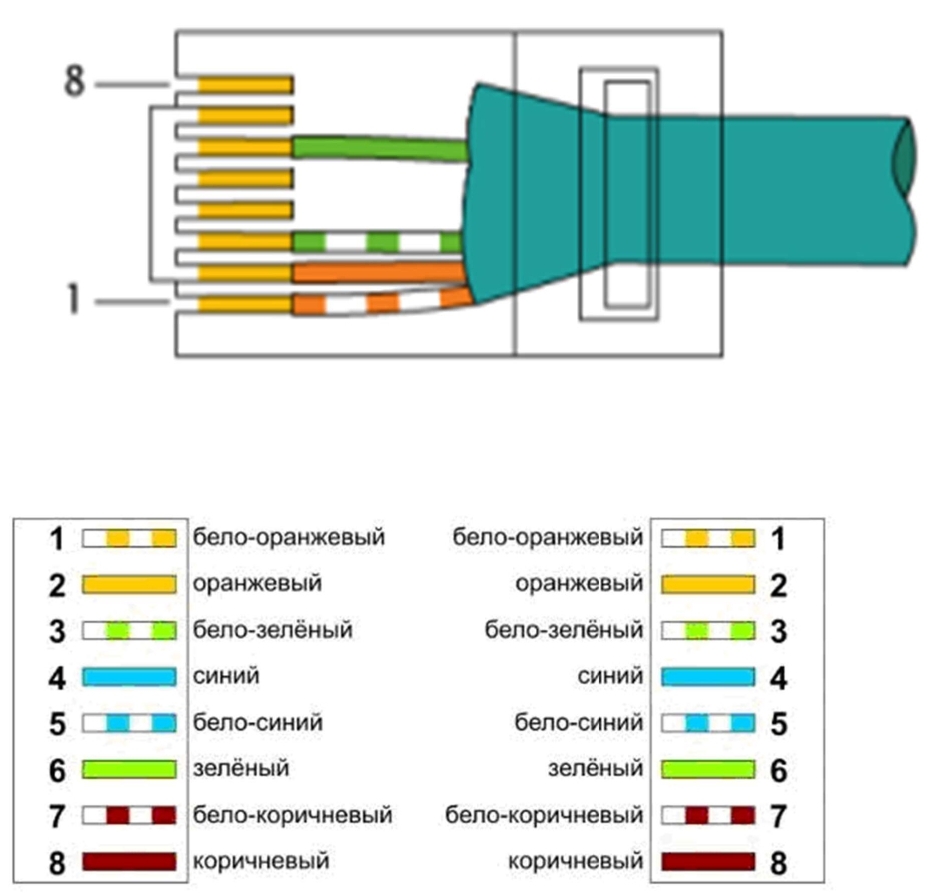 8
1
1 бело-оранжевый бело-оранжевый 1
2 оранжевый оранжевый 2
3 бело-зелёный бело-зелёный 3
4 синий синий 4
5 бело-синий бело-синий 5
6 зелёный зелёный 6
7 бело-коричневый бело-коричневый 7
8 коричневый коричневый 8